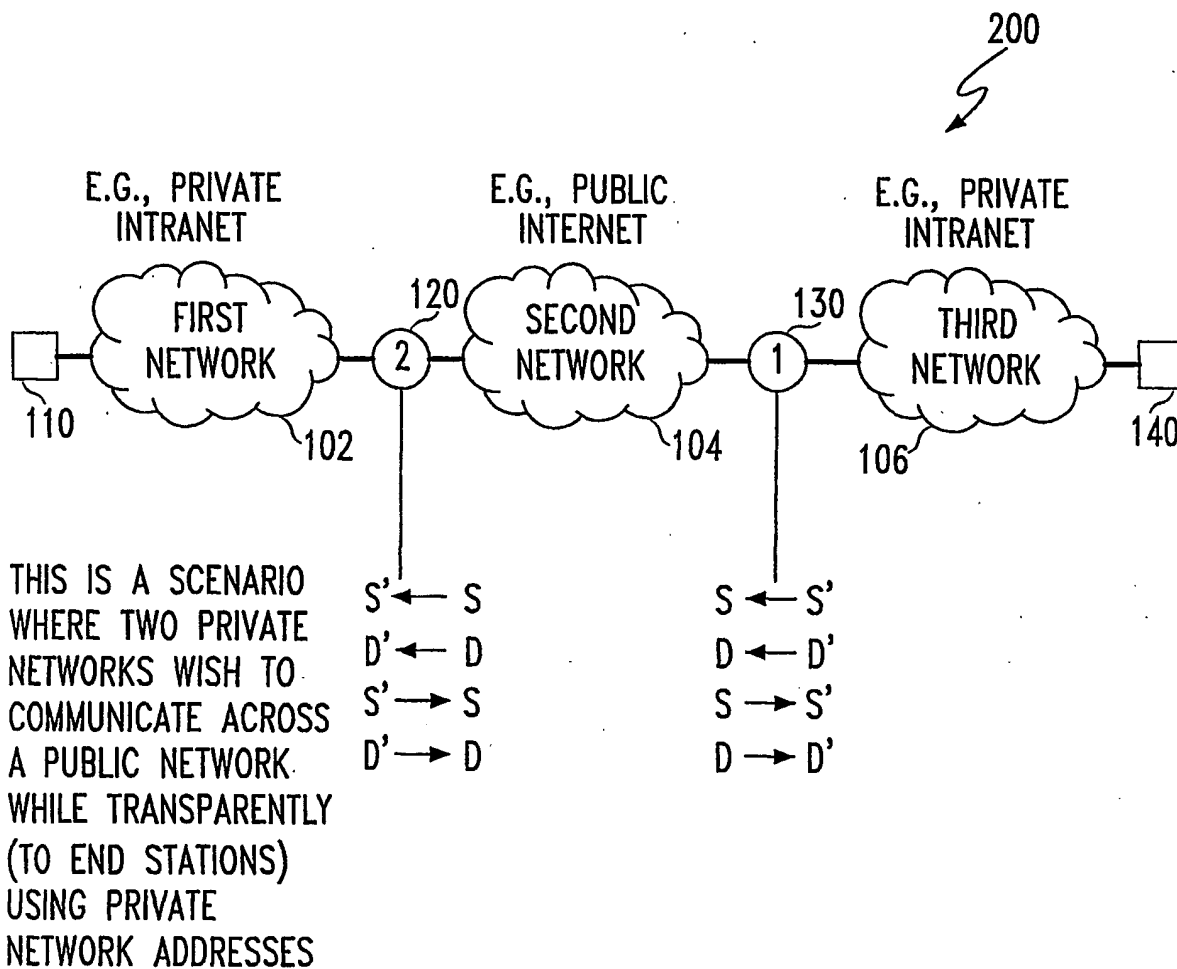 200
E.G., PRIVATE
INTRANET
E.G., PUBLIC
INTERNET
E.G., PRIVATE
INTRANET
FIRST
NETWORK
120
2
SECOND
NETWORK
130
1
THIRD
NETWORK
110
102
104
106
140
S' ← S
D' ← D
S' → S
D' → D
S ← S'
D ← D'
S → S'
D → D'
THIS IS A SCENARIO
WHERE TWO PRIVATE
NETWORKS WISH TO
COMMUNICATE ACROSS
A PUBLIC NETWORK
WHILE TRANSPARENTLY
(TO END STATIONS)
USING PRIVATE
NETWORK ADDRESSES